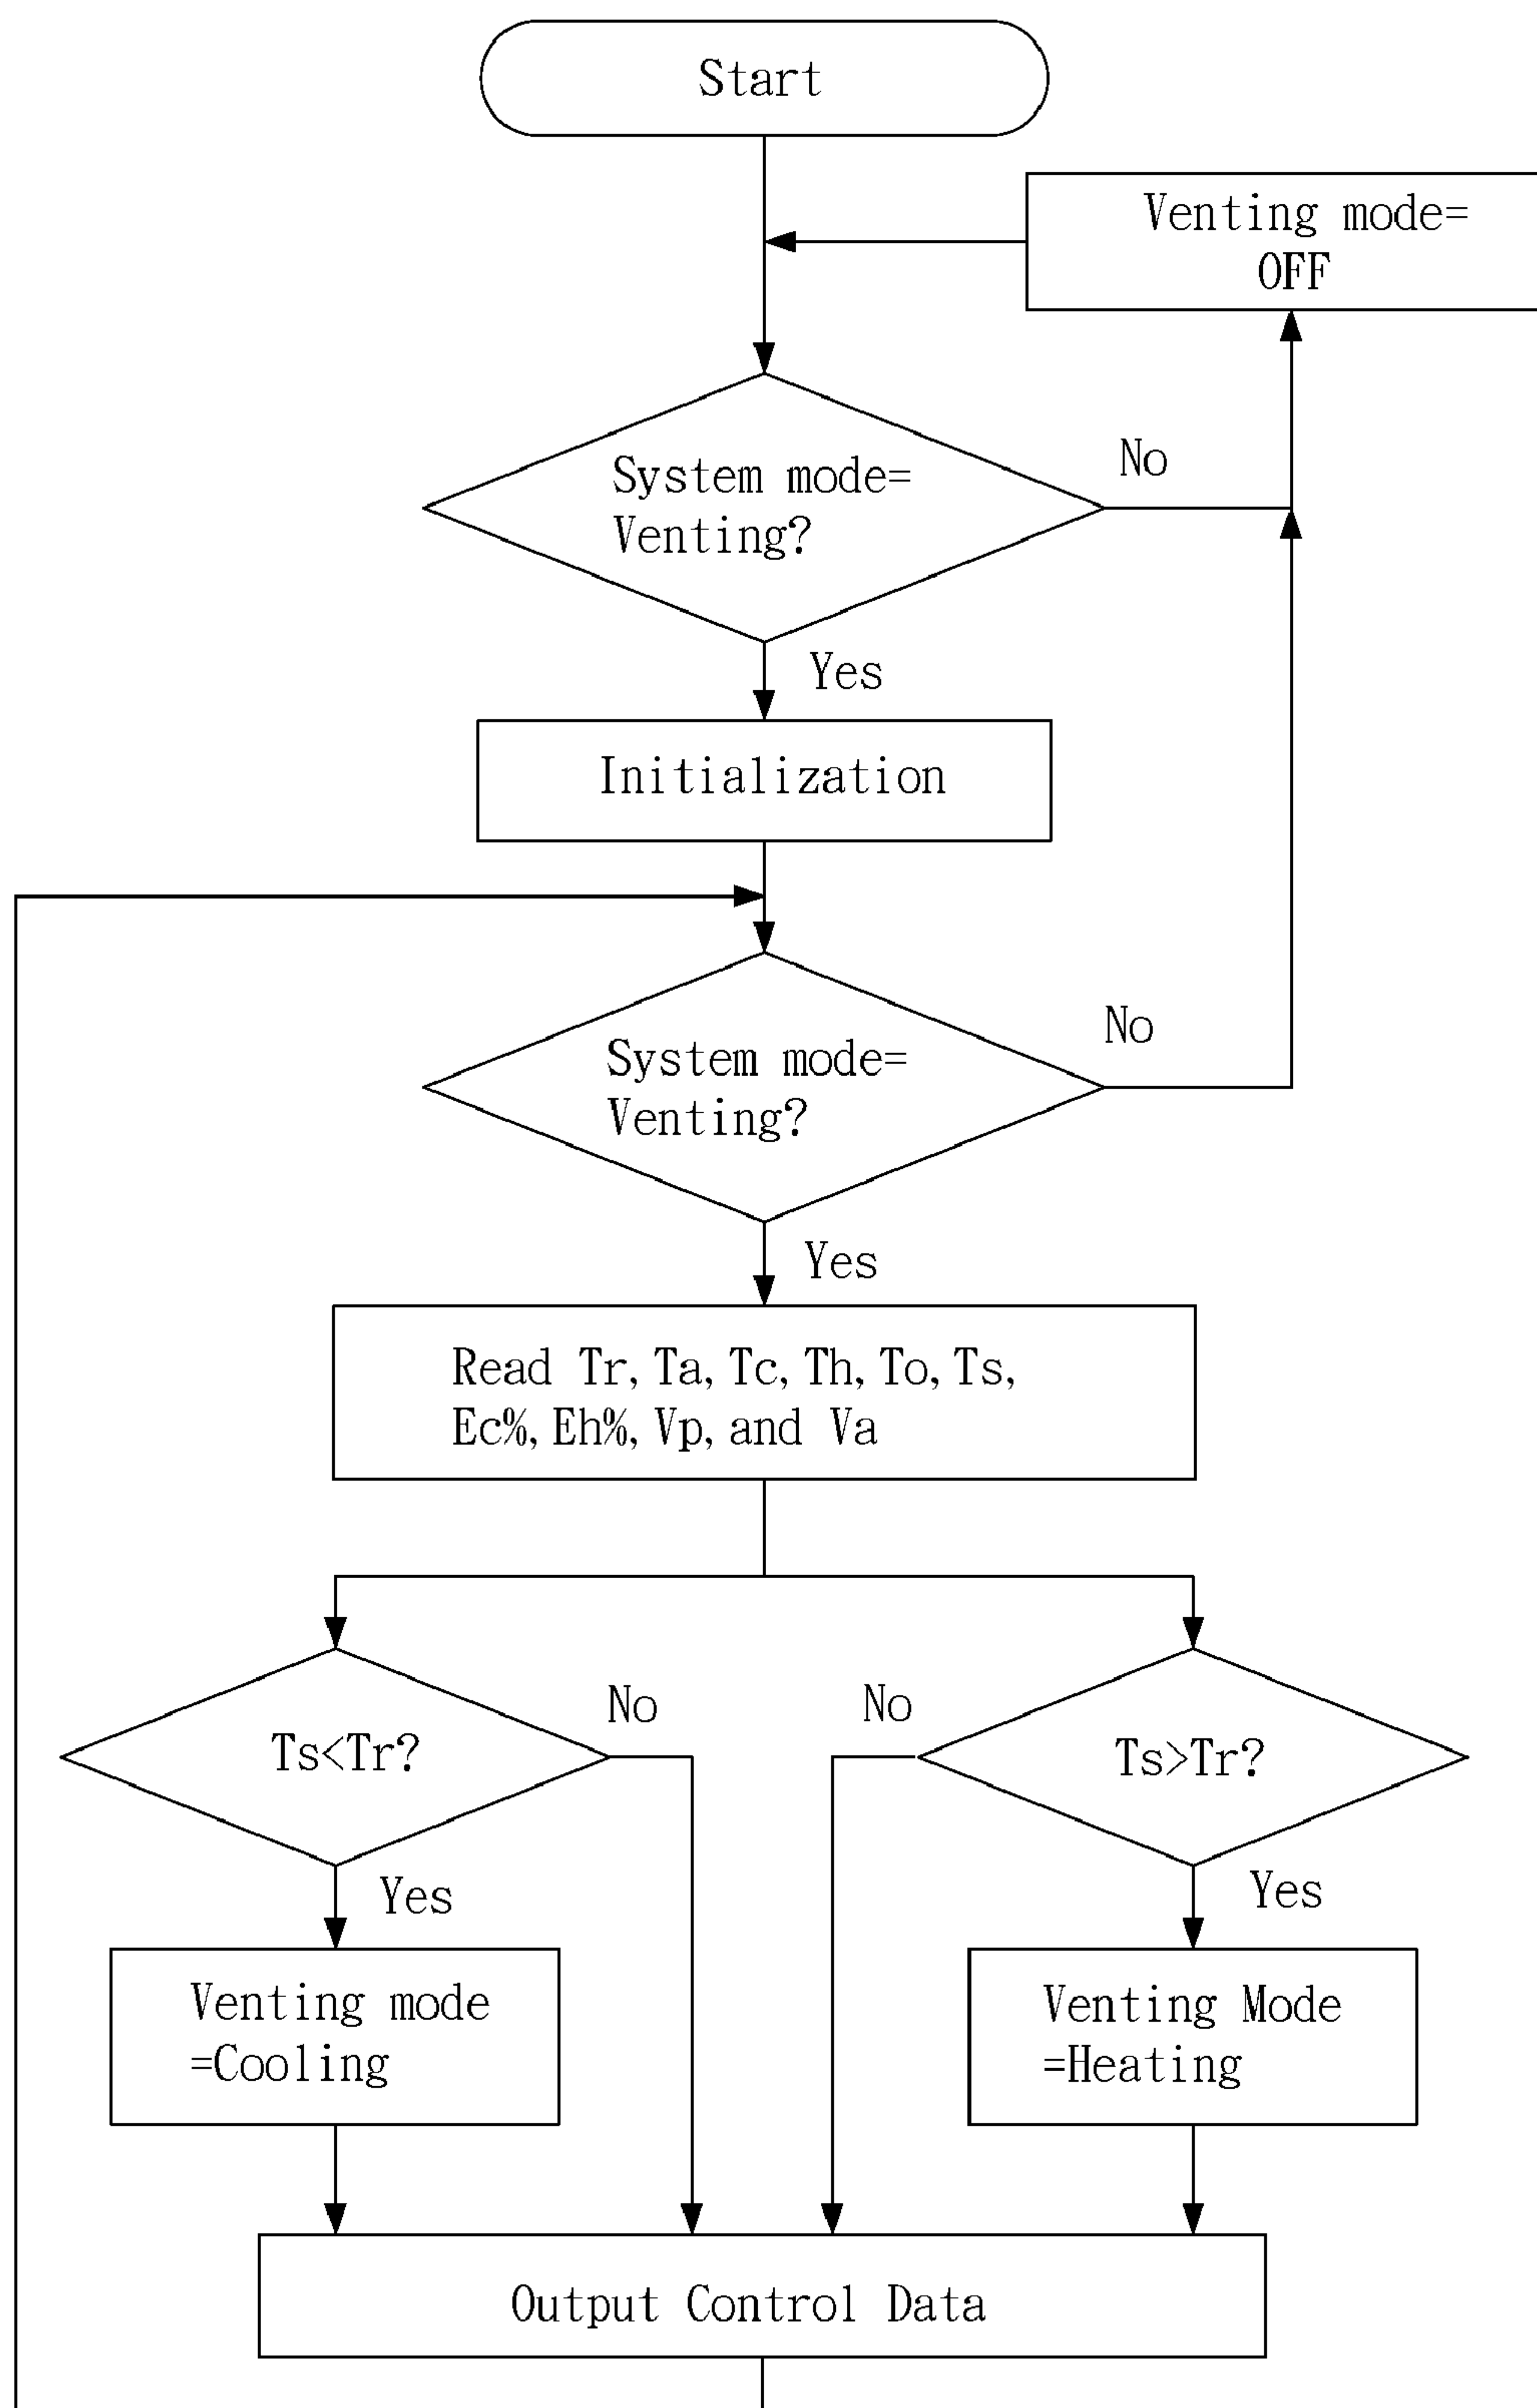 Start
Venting mode=
OFF
System mode=
Venting?
No
Yes
Initialization
System mode=
Venting?
No
Yes
Read Tr, Ta, Tc, Th, To, Ts,
Ec%, Eh%, Vp, and Va
Ts<Tr?
No
No
Ts>Tr?
Yes
Yes
Venting mode
=Cooling
Venting Mode
=Heating
Output Control Data